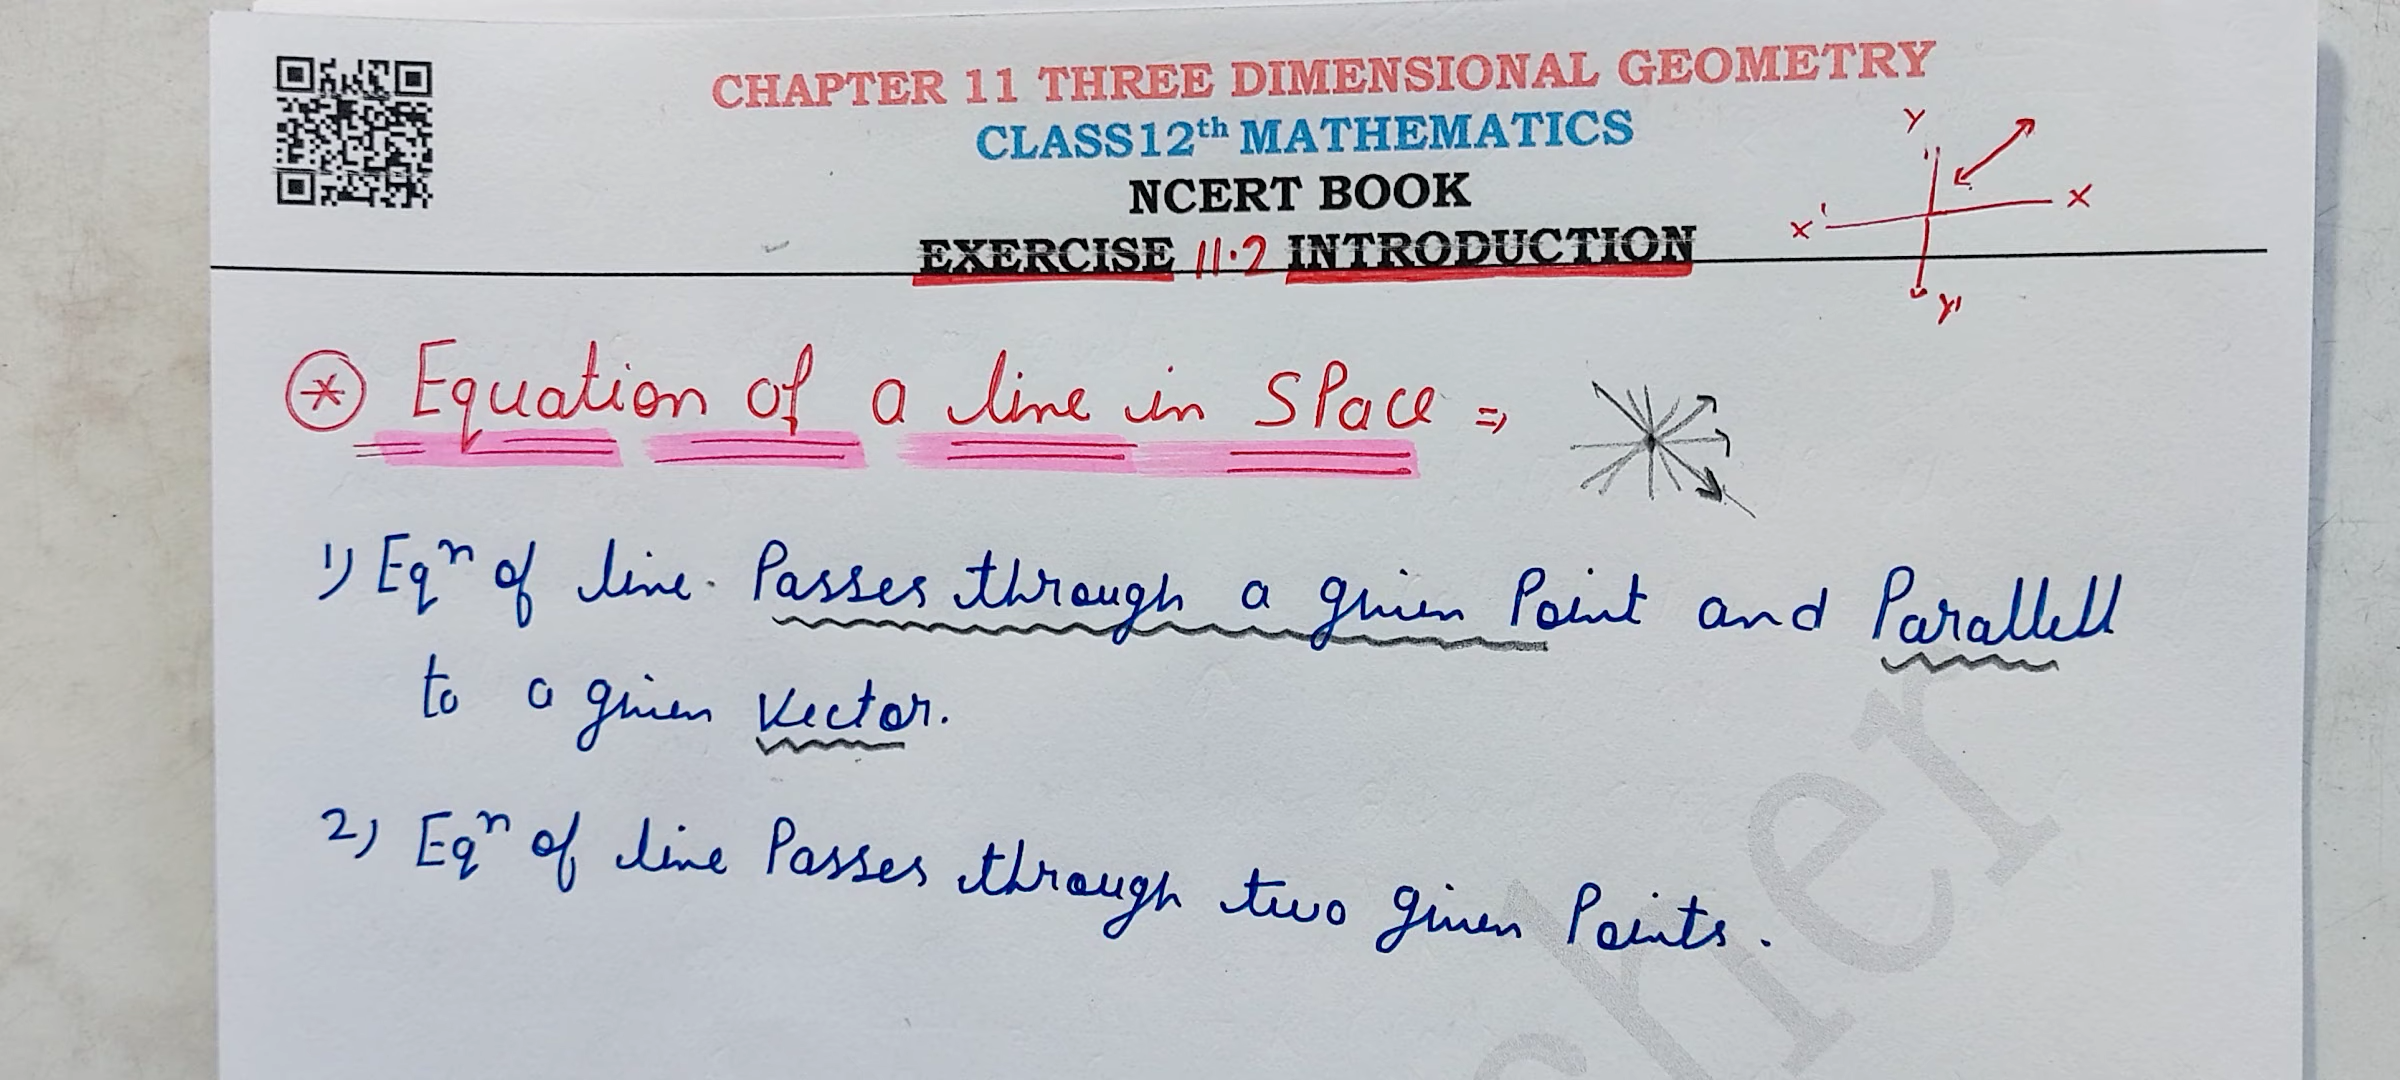 CHAPTER 11 THREE DIMENSIONAL GEOMETRY
CLASS12th MATHEMATICS
NCERT BOOK
EXERCISE 11.2 INTRODUCTION
Y
X' X
Y'
* Equation of a line in SPace ⇒
1) Eqn of line. Passes through a given Point and Parallell
to a given Vector.
2) Eqn of line Passes through two given Points.
sher